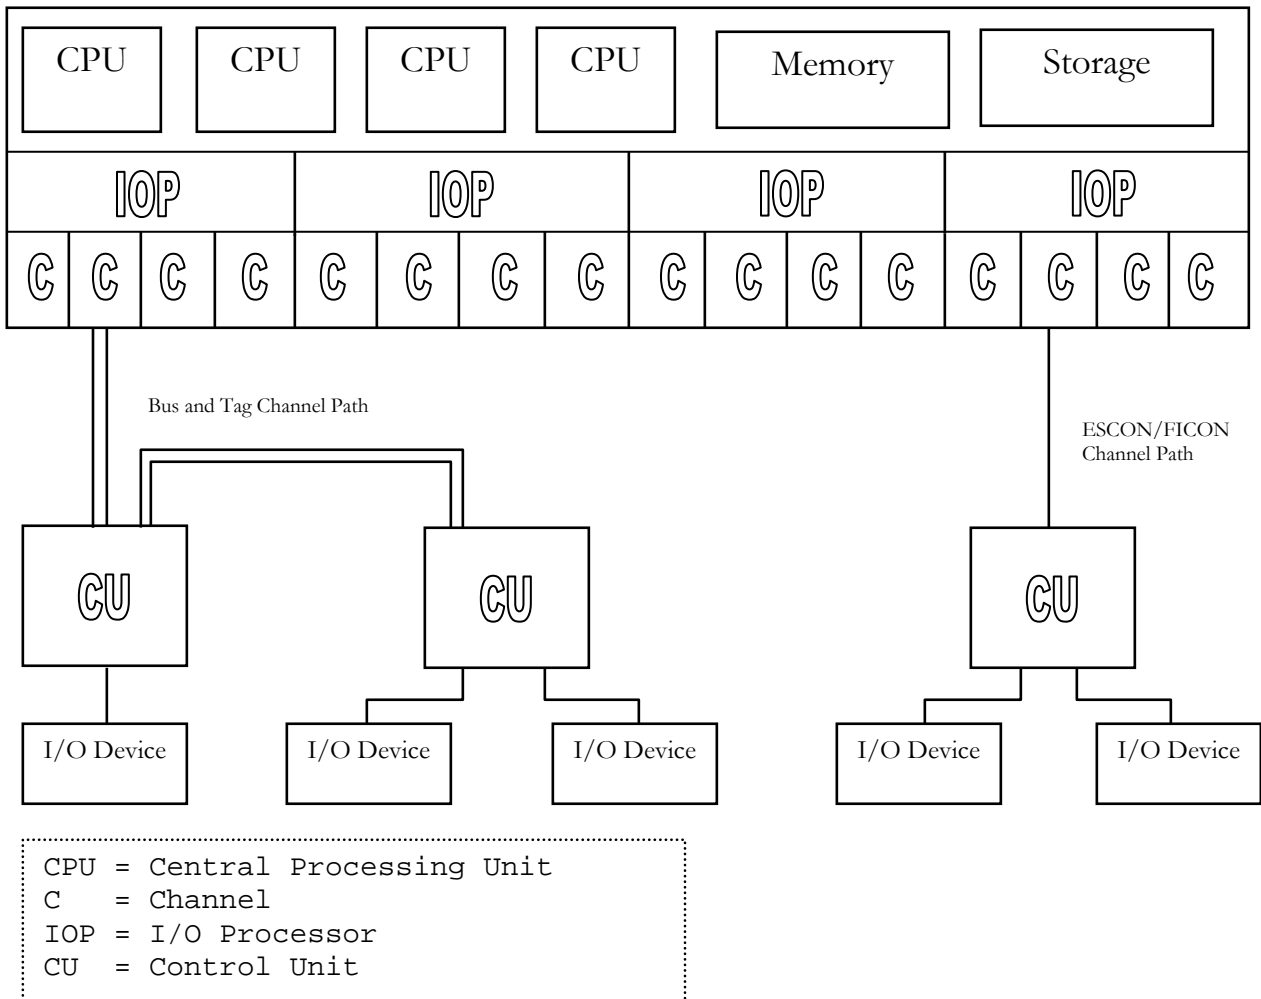 CPU CPU CPU CPU Memory Storage
IOP IOP IOP IOP
C C C C C C C C C C C C C C C C
Bus and Tag Channel Path
ESCON/FICON
Channel Path
CU CU CU
I/O Device I/O Device I/O Device I/O Device I/O Device
CPU = Central Processing Unit
C = Channel
IOP = I/O Processor
CU = Control Unit